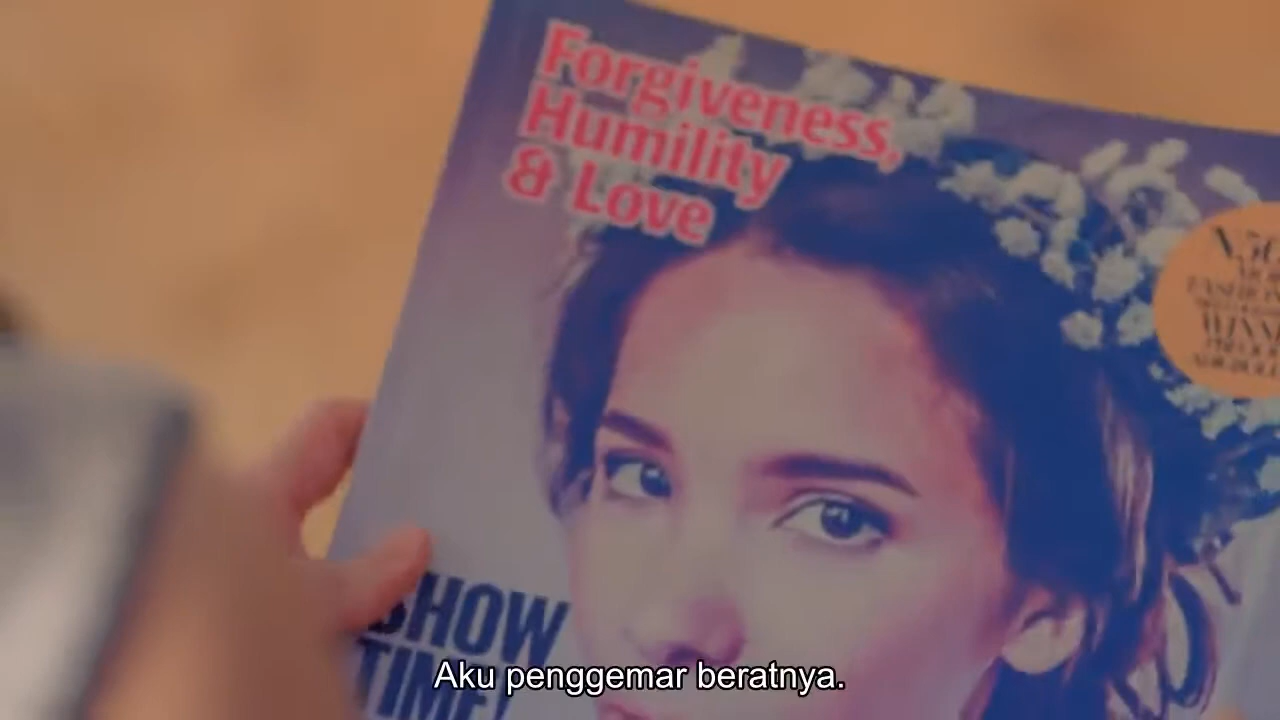 Forgiveness,
Humility
& Love
SHOW
TIME!
Aku penggemar beratnya.